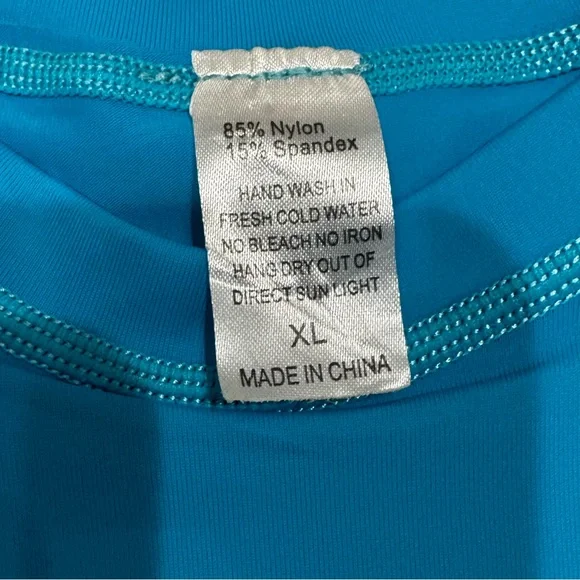 85% Nylon
15% Spandex
HAND WASH IN
FRESH COLD WATER
NO BLEACH NO IRON
HANG DRY OUT OF
DIRECT SUN LIGHT
XL
MADE IN CHINA